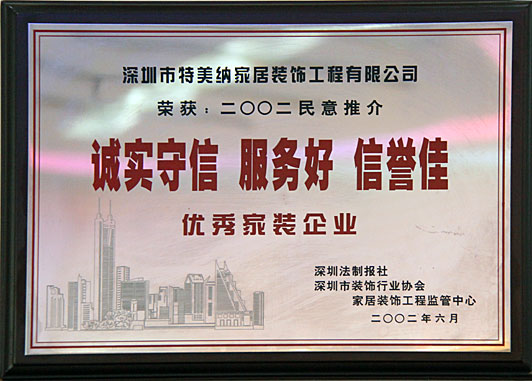 深圳市特美纳家居装饰工程有限公司
荣获：二〇〇二民意推介
诚实守信 服务好 信誉佳
优秀家装企业
深圳法制报社
深圳市装饰行业协会
家居装饰工程监管中心
二〇〇二年六月